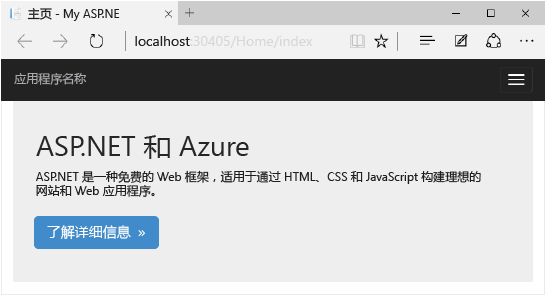 主页 - My ASP.NE
localhost:30405/Home/index
应用程序名称
ASP.NET 和 Azure
ASP.NET 是一种免费的 Web 框架，适用于通过 HTML、CSS 和 JavaScript 构建理想的
网站和 Web 应用程序。
了解详细信息 »